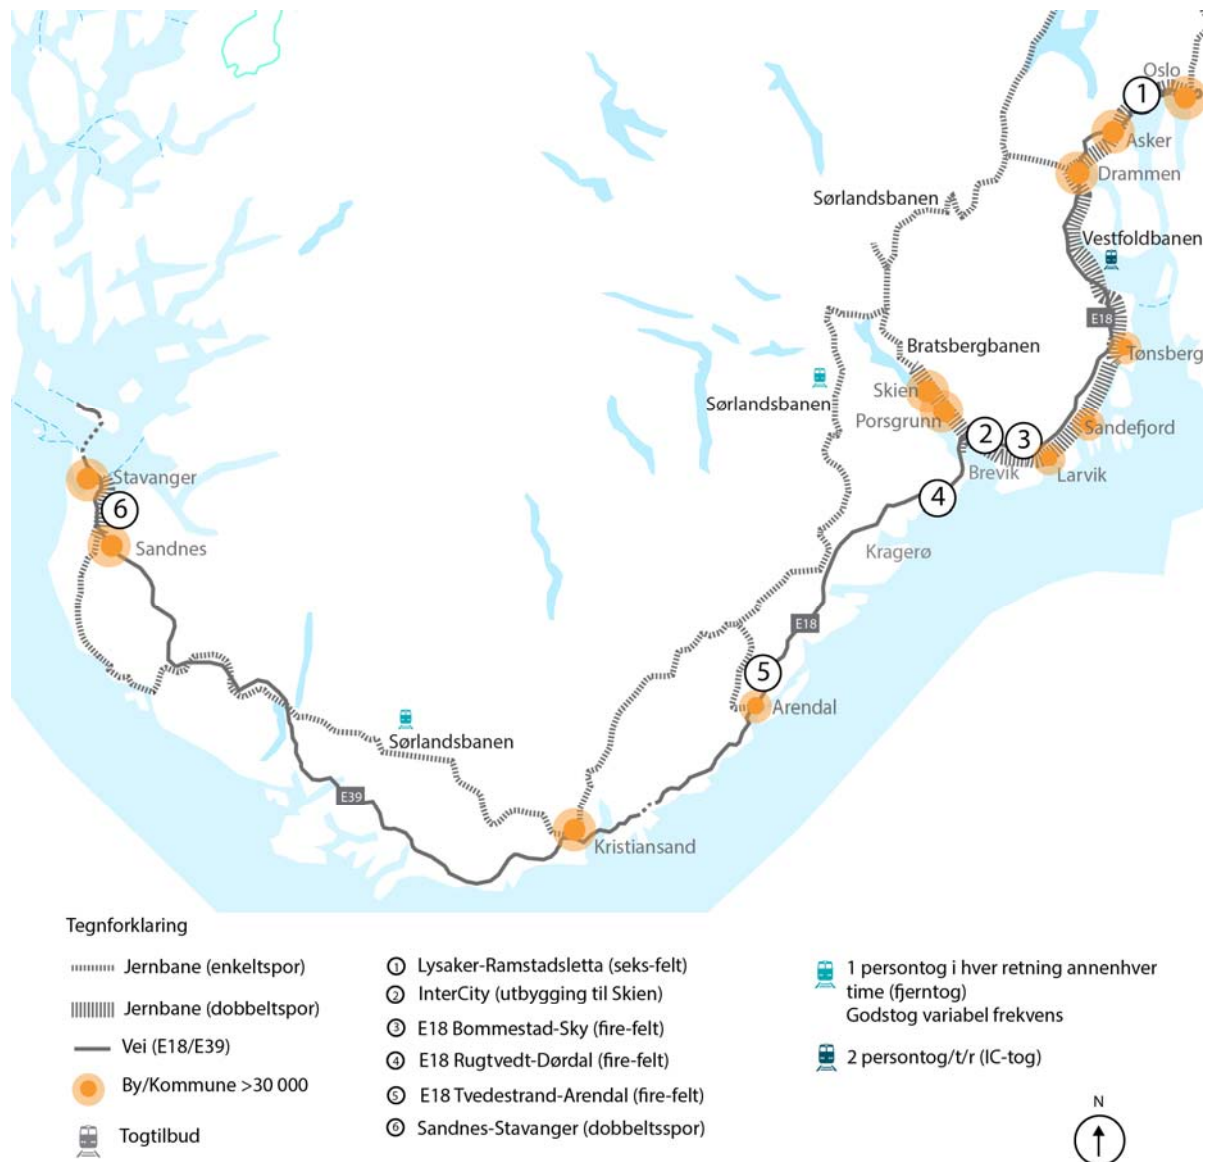 Oslo
1
Asker
Drammen
Sørlandsbanen
Vestfoldbanen
E18
Bratsbergbanen
Tønsberg
Skien
Sørlandsbanen
Porsgrunn
Sandefjord
2
3
Brevik
Larvik
Stavanger
4
6
Sandnes
Kragerø
E18
5
Arendal
Sørlandsbanen
E39
Kristiansand
Tegnforklaring
Jernbane (enkeltspor)
Jernbane (dobbeltspor)
Vei (E18/E39)
By/Kommune >30 000
Togtilbud
1 Lysaker-Ramstadsletta (seks-felt)
2 InterCity (utbygging til Skien)
3 E18 Bommestad-Sky (fire-felt)
4 E18 Rugtvedt-Dørdal (fire-felt)
5 E18 Tvedestrand-Arendal (fire-felt)
6 Sandnes-Stavanger (dobbeltsspor)
1 persontog i hver retning annenhver
time (fjerntog)
Godstog variabel frekvens
2 persontog/t/r (IC-tog)
N